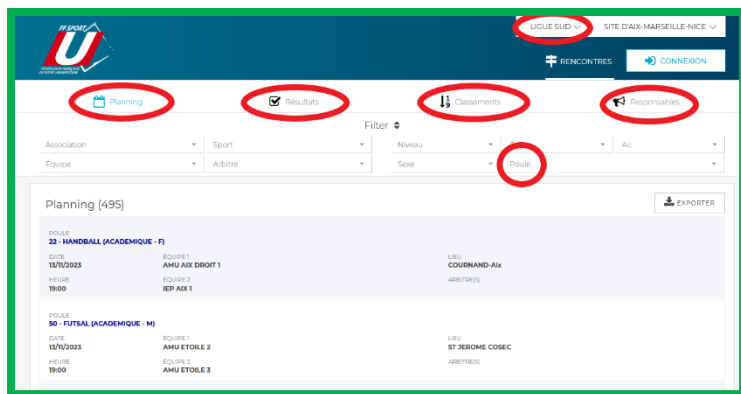 FF SPORT
U
LIGUE SUD
SITE D'AIX-MARSEILLE-NICE
RENCONTRES
CONNEXION
Planning
Résultats
Classements
Responsables
Filter
Association
Sport
Niveau
Au
Équipe
Arbitre
Sexe
Poule
Planning (495)
EXPORTER
POULE
22 - HANDBALL (ACADEMIQUE - F)
DATE
EQUIPE 1
LIEU
13/11/2023
AMU AIX DROIT 1
COURNAND-Aix
HEURE
EQUIPE 2
ARBITRE(S)
19:00
IEP AIX 1
POULE
50 - FUTSAL (ACADEMIQUE - M)
DATE
EQUIPE 1
LIEU
13/11/2023
AMU ETOILE 2
ST JEROME COSEC
HEURE
EQUIPE 2
ARBITRE(S)
19:00
AMU ETOILE 3